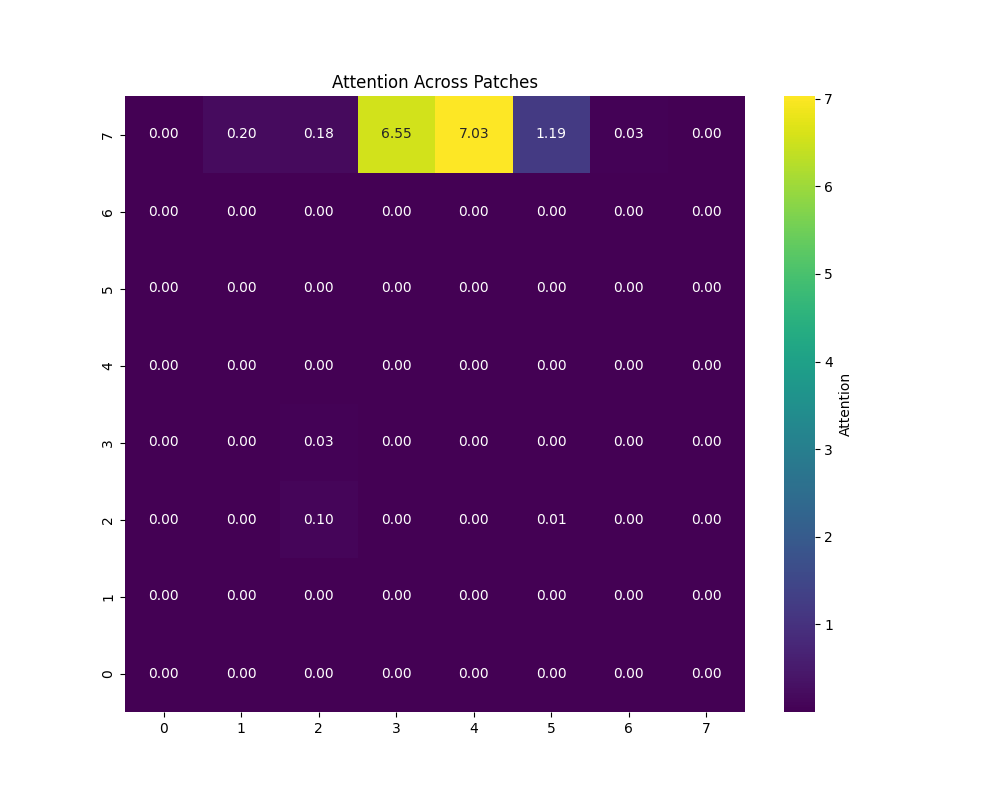 Attention Across Patches
7 0.00 0.20 0.18 6.55 7.03 1.19 0.03 0.00
6 0.00 0.00 0.00 0.00 0.00 0.00 0.00 0.00
5 0.00 0.00 0.00 0.00 0.00 0.00 0.00 0.00
4 0.00 0.00 0.00 0.00 0.00 0.00 0.00 0.00
3 0.00 0.00 0.03 0.00 0.00 0.00 0.00 0.00
2 0.00 0.00 0.10 0.00 0.00 0.01 0.00 0.00
1 0.00 0.00 0.00 0.00 0.00 0.00 0.00 0.00
0 0.00 0.00 0.00 0.00 0.00 0.00 0.00 0.00
0 1 2 3 4 5 6 7
7
6
5
4
3
2
1
Attention